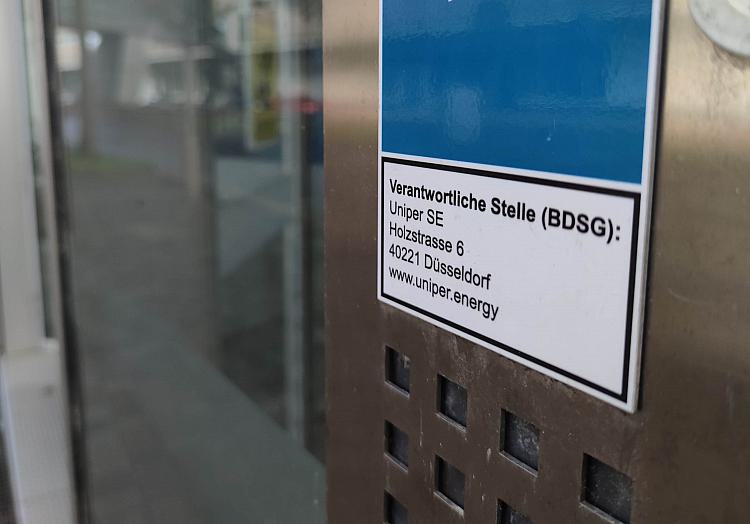 Verantwortliche Stelle (BDSG):
Uniper SE
Holzstrasse 6
40221 Düsseldorf
www.uniper.energy